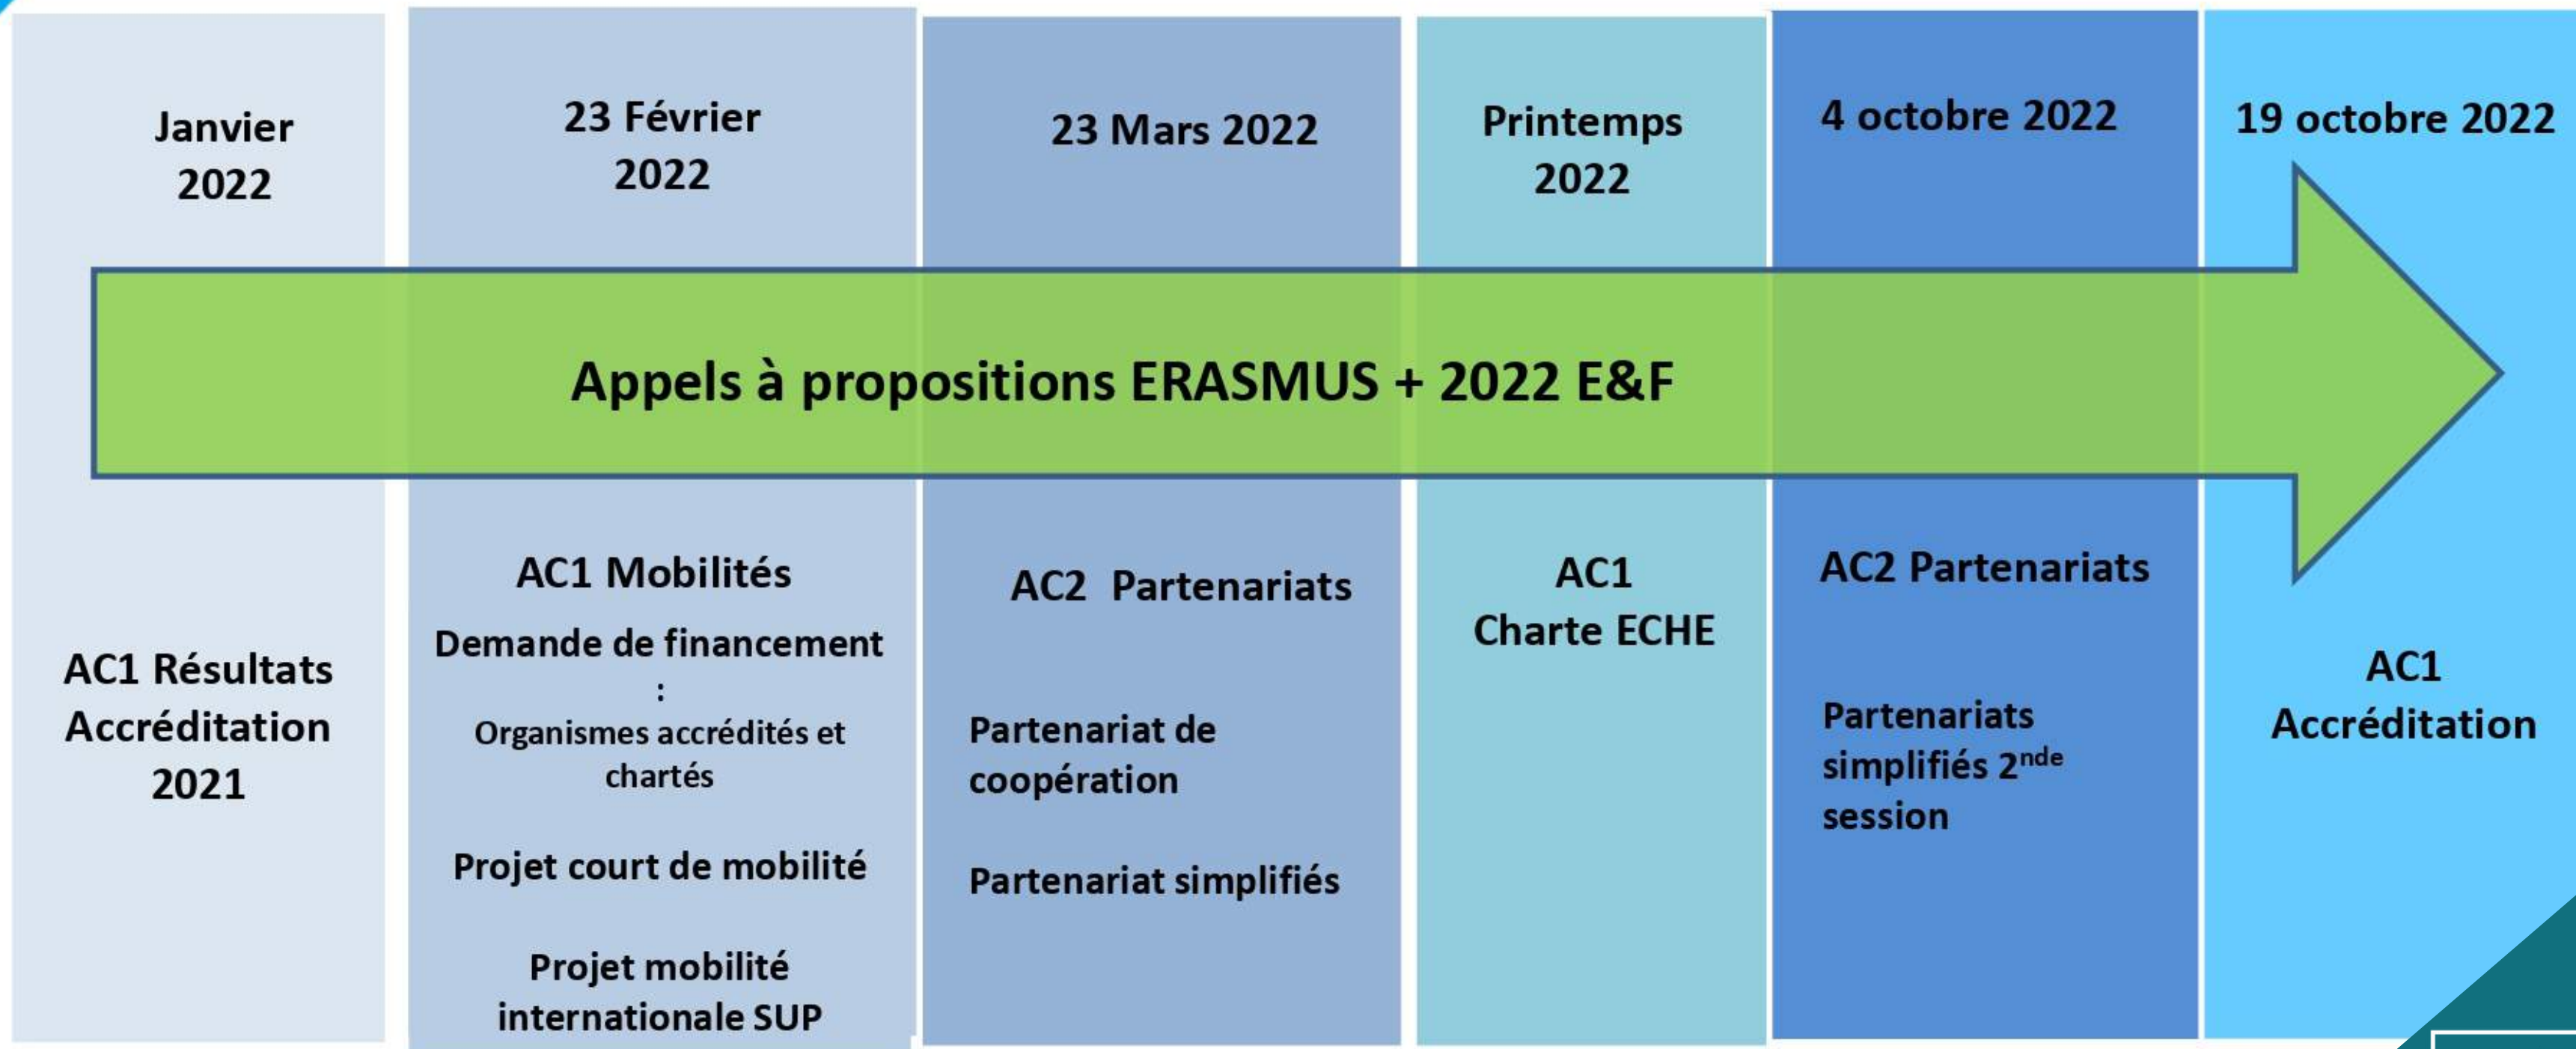 Janvier
2022
23 Février
2022
23 Mars 2022
Printemps
2022
4 octobre 2022
19 octobre 2022
Appels à propositions ERASMUS + 2022 E&F
AC1 Résultats
Accréditation
2021
AC1 Mobilités
Demande de financement
:
Organismes accrédités et
chartés
Projet court de mobilité
Projet mobilité
internationale SUP
AC2  Partenariats
Partenariat de
coopération
Partenariat simplifiés
AC1
Charte ECHE
AC2 Partenariats
Partenariats
simplifiés 2nde
session
AC1
Accréditation